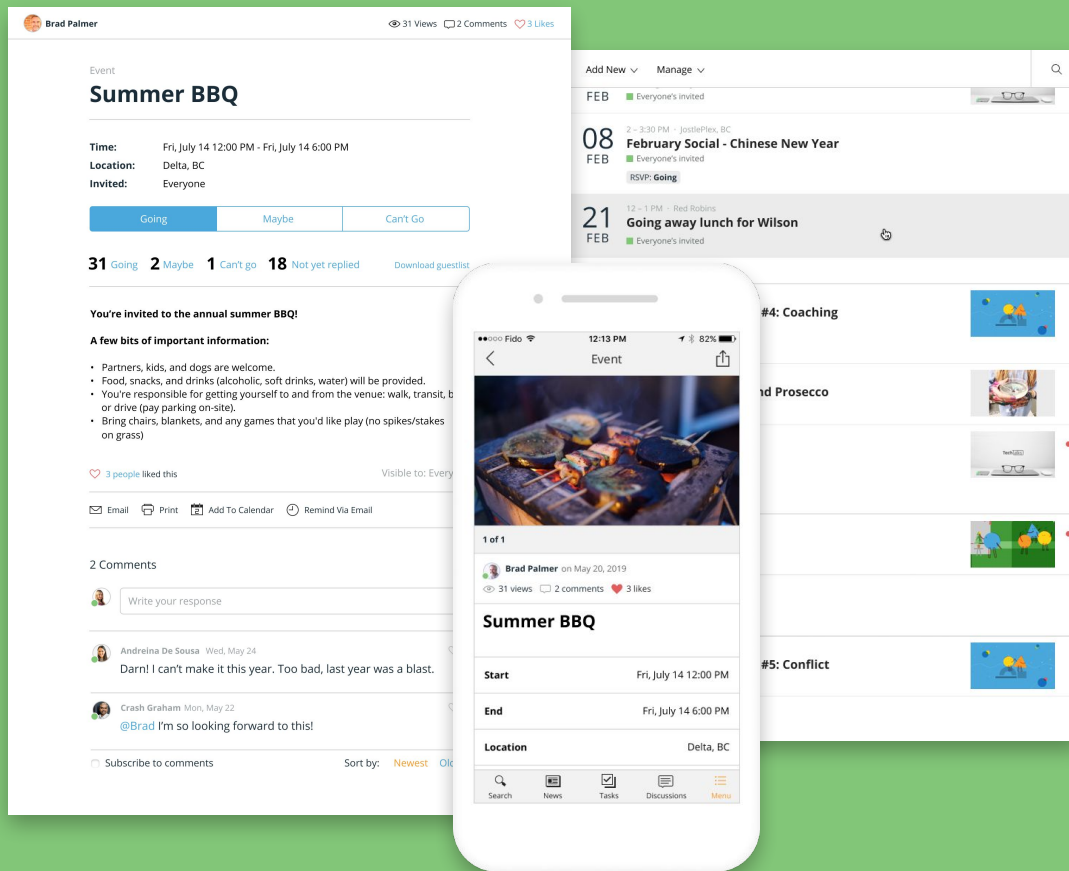 Brad Palmer
31 Views 2 Comments 3 Likes
Event
Summer BBQ
Time: Fri, July 14 12:00 PM - Fri, July 14 6:00 PM
Location: Delta, BC
Invited: Everyone
Going Maybe Can't Go
31 Going 2 Maybe 1 Can't go 18 Not yet replied Download guestlist
You're invited to the annual summer BBQ!
A few bits of important information:
• Partners, kids, and dogs are welcome.
• Food, snacks, and drinks (alcoholic, soft drinks, water) will be provided.
• You're responsible for getting yourself to and from the venue: walk, transit, b
or drive (pay parking on-site).
• Bring chairs, blankets, and any games that you'd like play (no spikes/stakes
on grass)
3 people liked this Visible to: Every
Email Print Add To Calendar Remind Via Email
2 Comments
Write your response
Andreina De Sousa Wed, May 24
Darn! I can't make it this year. Too bad, last year was a blast.
Crash Graham Mon, May 22
@Brad I'm so looking forward to this!
Subscribe to comments Sort by: Newest Old
Add New Manage
FEB Everyone's invited
2 – 3:30 PM · JostlePlex, BC
08 February Social - Chinese New Year
FEB Everyone's invited
RSVP: Going
12 – 1 PM · Red Robins
21 Going away lunch for Wilson
FEB Everyone's invited
#4: Coaching
nd Prosecco
#5: Conflict
Fido 12:13 PM 82%
Event
1 of 1
Brad Palmer on May 20, 2019
31 views 2 comments 3 likes
Summer BBQ
Start Fri, July 14 12:00 PM
End Fri, July 14 6:00 PM
Location Delta, BC
Search News Tasks Discussions Menu